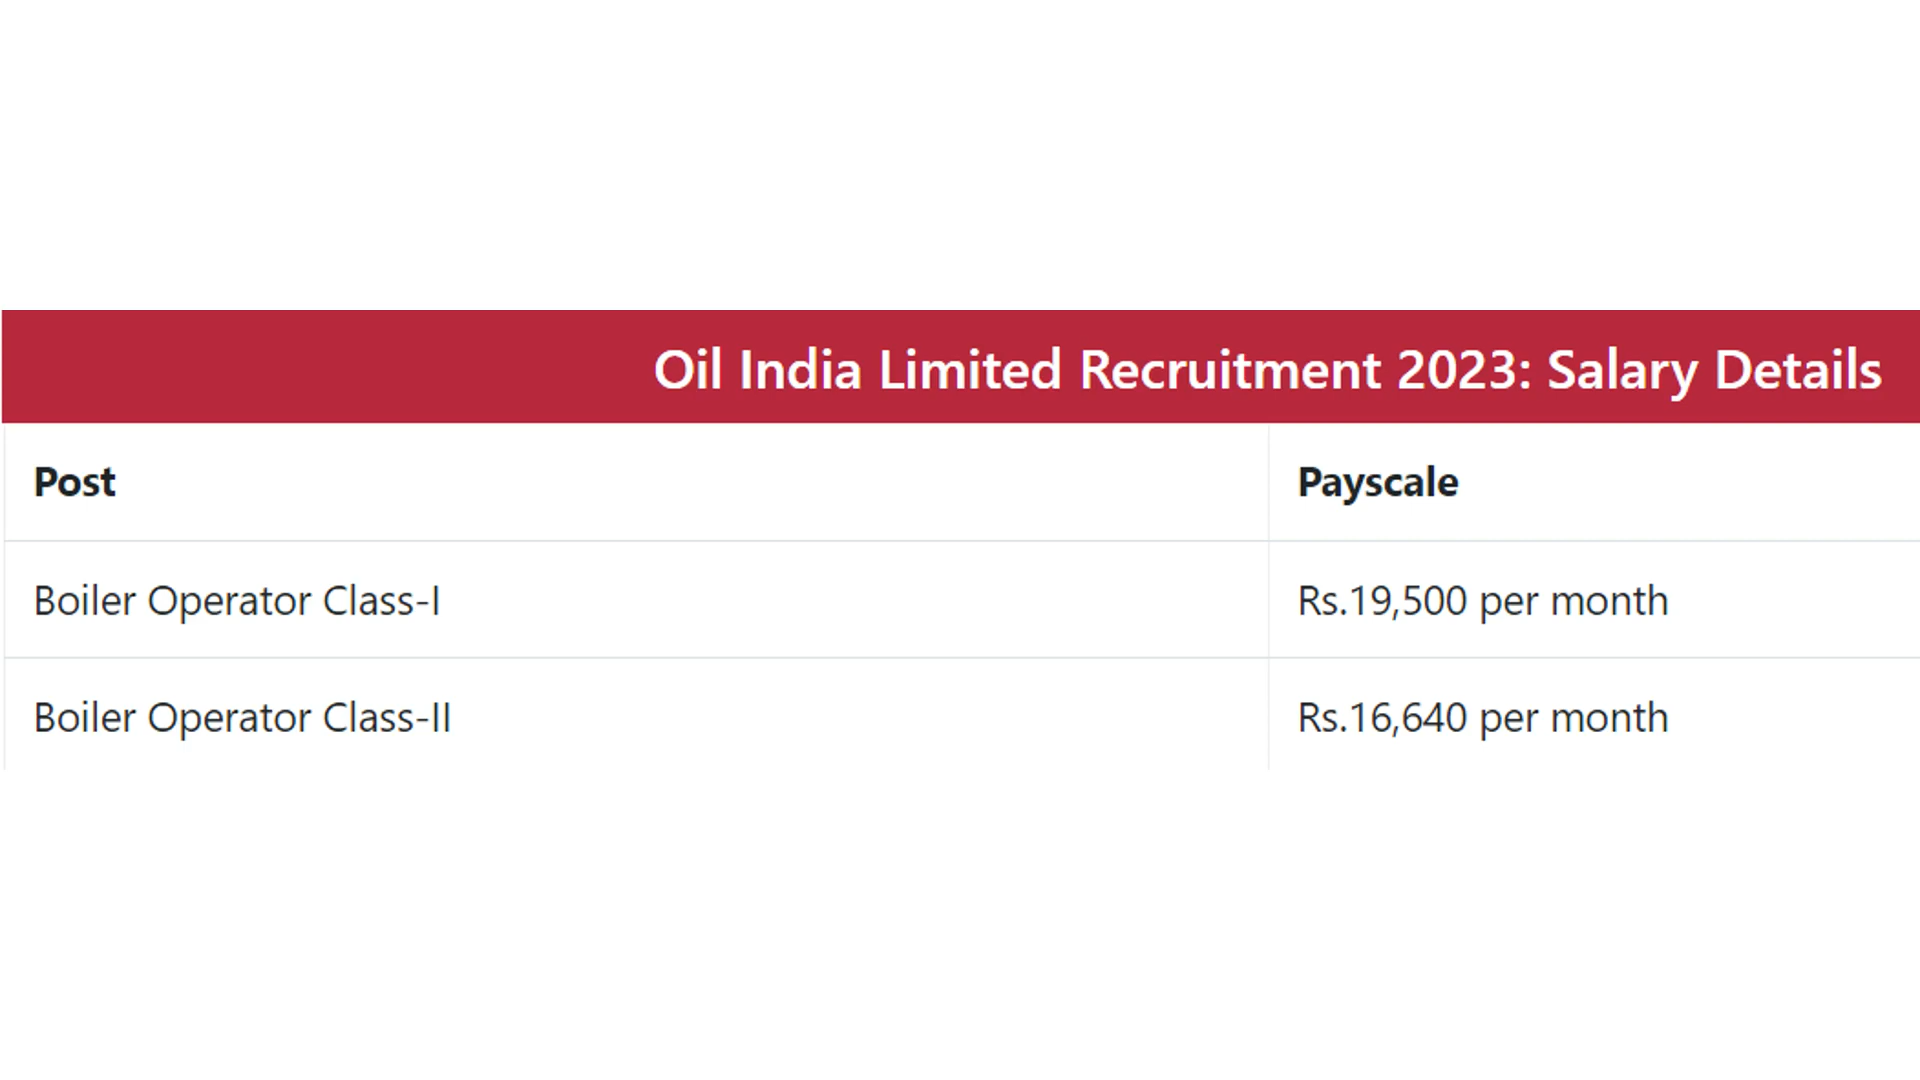 Oil India Limited Recruitment 2023: Salary Details
Post Payscale
Boiler Operator Class-I Rs.19,500 per month
Boiler Operator Class-II Rs.16,640 per month